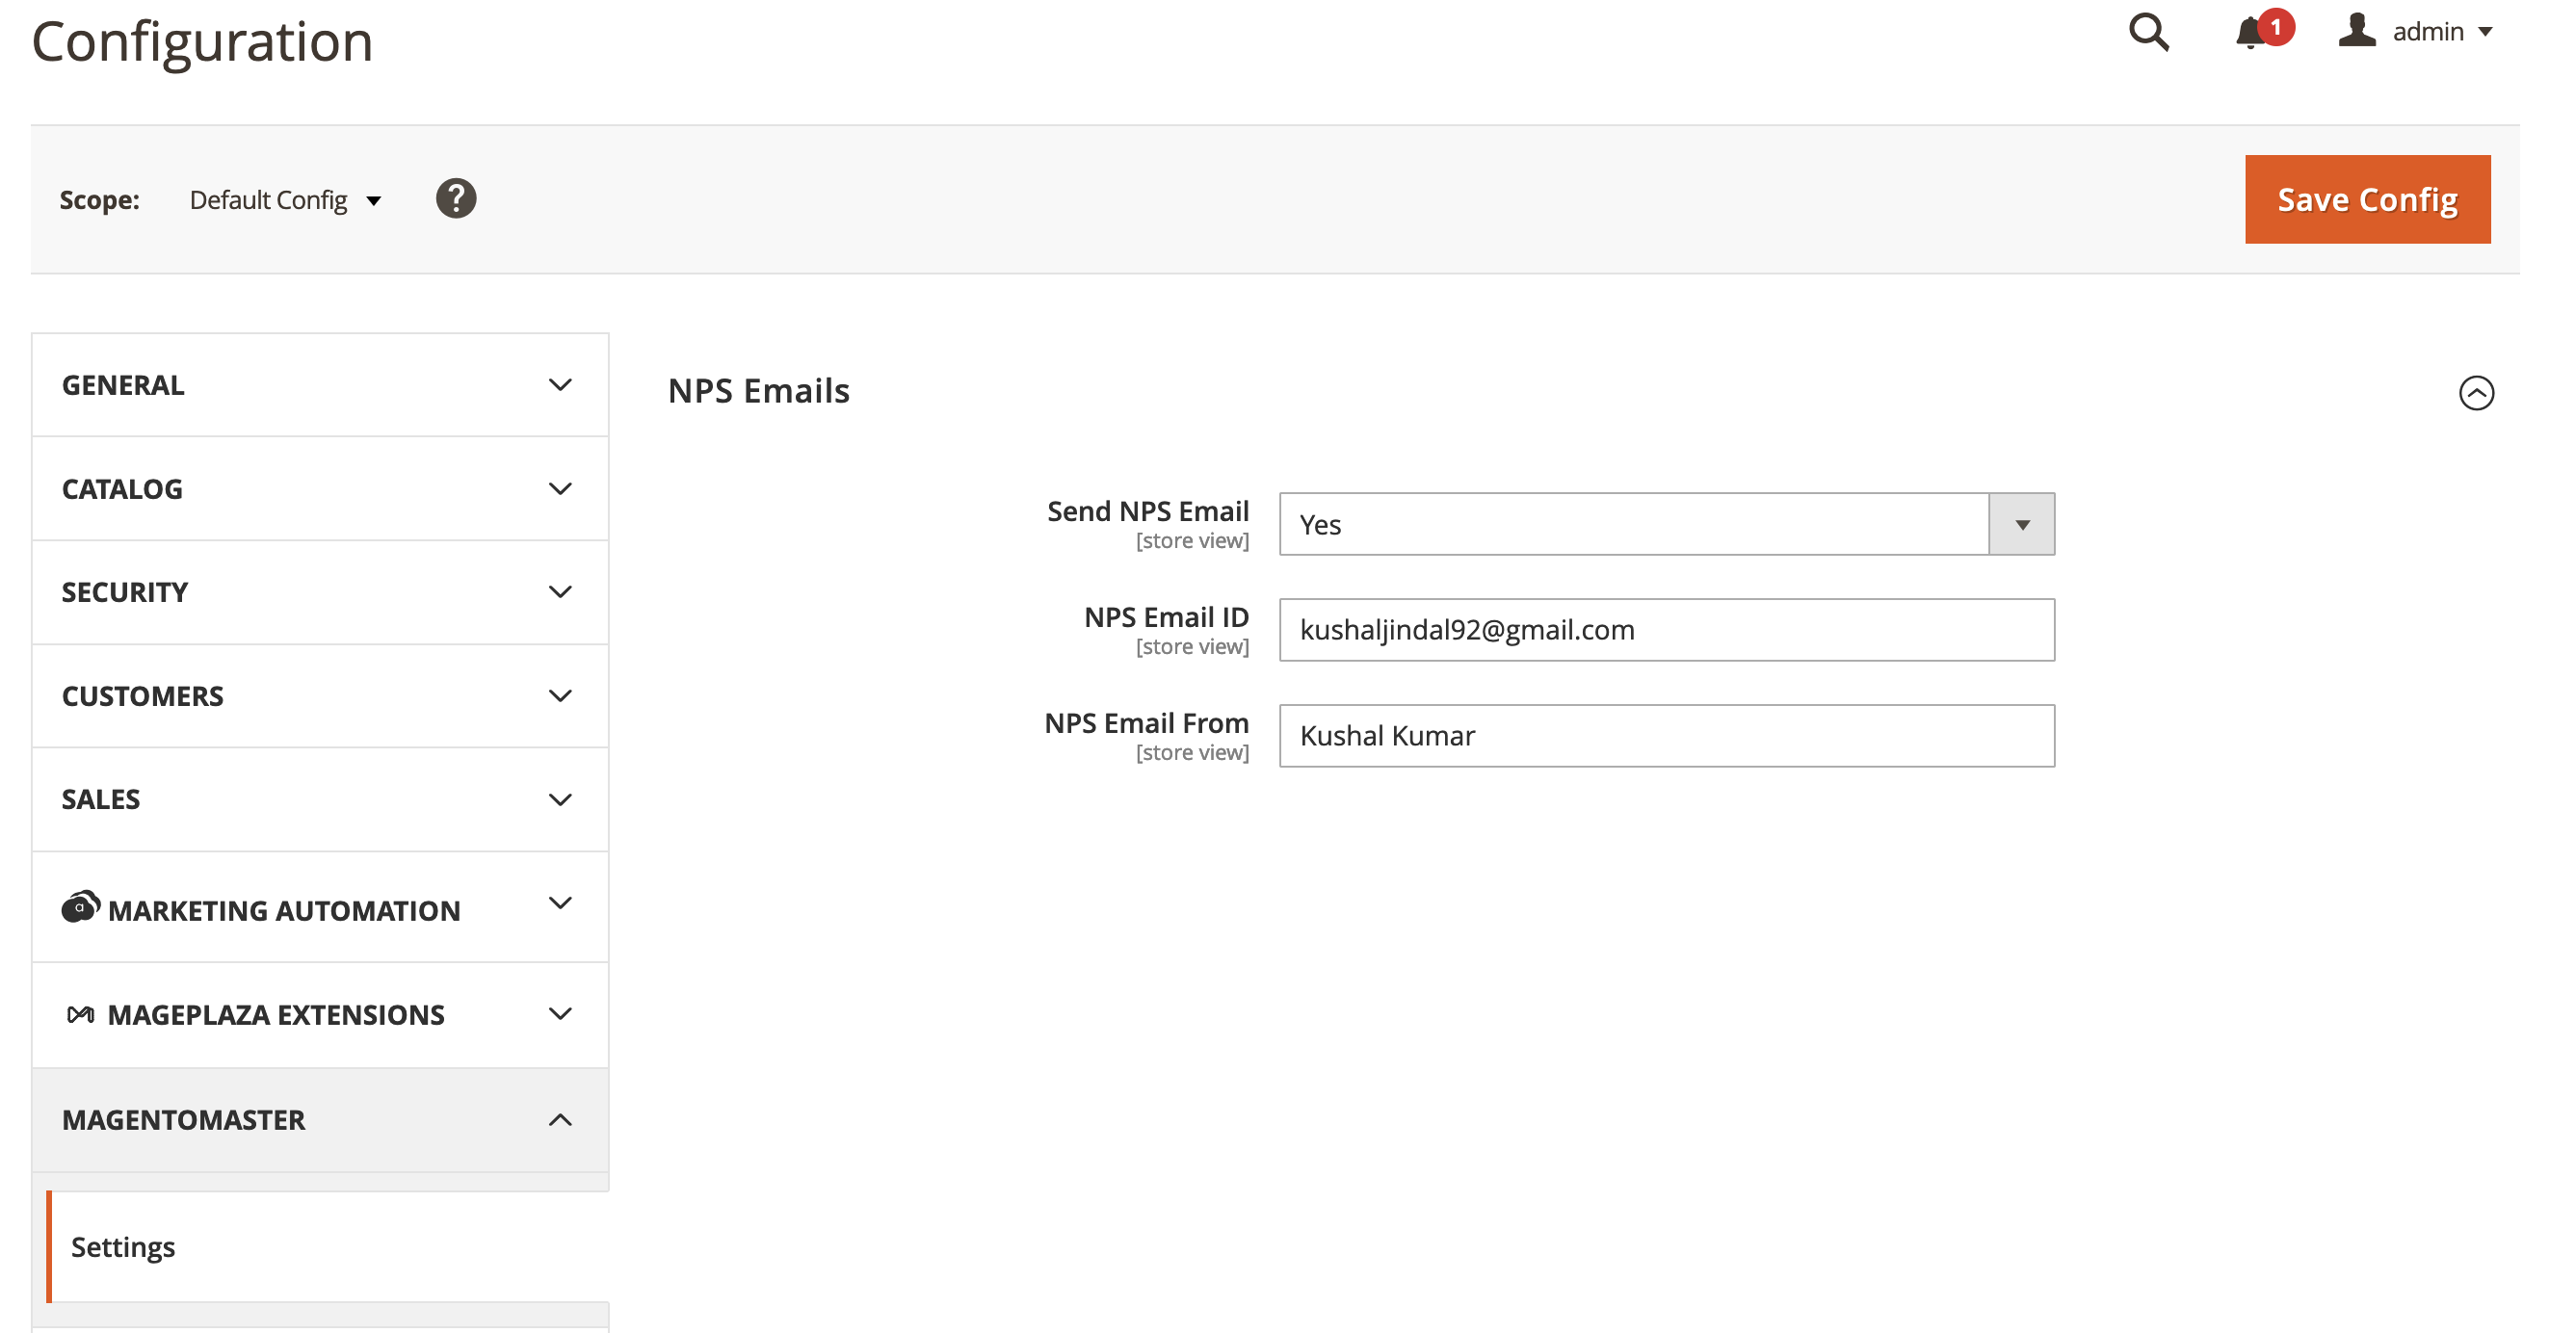 Configuration
1
admin
Scope:
Default Config
?
Save Config
GENERAL
CATALOG
SECURITY
CUSTOMERS
SALES
MARKETING AUTOMATION
MAGEPLAZA EXTENSIONS
MAGENTOMASTER
Settings
NPS Emails
Send NPS Email
[store view]
Yes
NPS Email ID
[store view]
kushaljindal92@gmail.com
NPS Email From
[store view]
Kushal Kumar